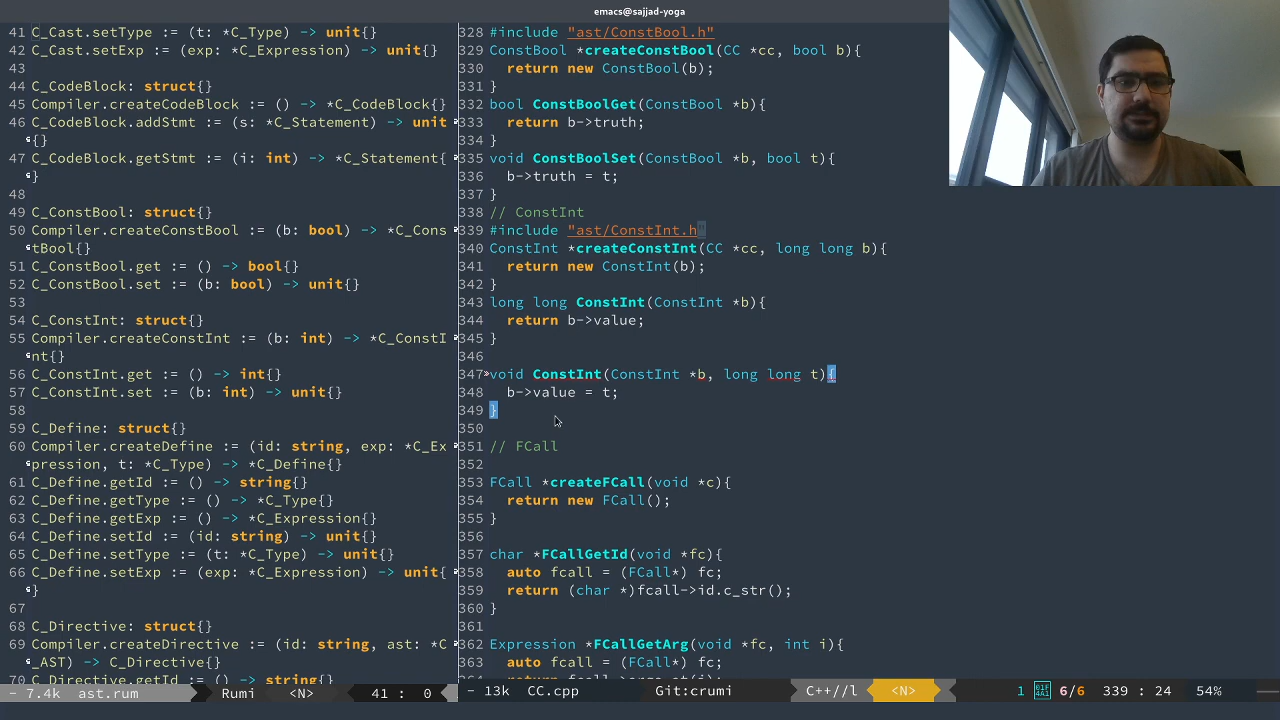 emacs@sajjad-yoga
41 C_Cast.setType := (t: *C_Type) -> unit{}
42 C_Cast.setExp := (exp: *C_Expression) -> unit{}
43
44 C_CodeBlock: struct{}
45 Compiler.createCodeBlock := () -> *C_CodeBlock{}
46 C_CodeBlock.addStmt := (s: *C_Statement) -> unit
{}
47 C_CodeBlock.getStmt := (i: int) -> *C_Statement{
}
48
49 C_ConstBool: struct{}
50 Compiler.createConstBool := (b: bool) -> *C_Cons
tBool{}
51 C_ConstBool.get := () -> bool{}
52 C_ConstBool.set := (b: bool) -> unit{}
53
54 C_ConstInt: struct{}
55 Compiler.createConstInt := (b: int) -> *C_ConstI
nt{}
56 C_ConstInt.get := () -> int{}
57 C_ConstInt.set := (b: int) -> unit{}
58
59 C_Define: struct{}
60 Compiler.createDefine := (id: string, exp: *C_Ex
pression, t: *C_Type) -> *C_Define{}
61 C_Define.getId := () -> string{}
62 C_Define.getType := () -> *C_Type{}
63 C_Define.getExp := () -> *C_Expression{}
64 C_Define.setId := (id: string) -> unit{}
65 C_Define.setType := (t: *C_Type) -> unit{}
66 C_Define.setExp := (exp: *C_Expression) -> unit{
}
67
68 C_Directive: struct{}
69 Compiler.createDirective := (id: string, ast: *C
_AST) -> C_Directive{}
70 C_Directive.getId := () -> string{}
- 7.4k ast.rum Rumi <N> 41 : 0
328 #include "ast/ConstBool.h"
329 ConstBool *createConstBool(CC *cc, bool b){
330 return new ConstBool(b);
331 }
332 bool ConstBoolGet(ConstBool *b){
333 return b->truth;
334 }
335 void ConstBoolSet(ConstBool *b, bool t){
336 b->truth = t;
337 }
338 // ConstInt
339 #include "ast/ConstInt.h"
340 ConstInt *createConstInt(CC *cc, long long b){
341 return new ConstInt(b);
342 }
343 long long ConstInt(ConstInt *b){
344 return b->value;
345 }
346
347 void ConstInt(ConstInt *b, long long t){
348 b->value = t;
349 }
350
351 // FCall
352
353 FCall *createFCall(void *c){
354 return new FCall();
355 }
356
357 char *FCallGetId(void *fc){
358 auto fcall = (FCall*) fc;
359 return (char *)fcall->id.c_str();
360 }
361
362 Expression *FCallGetArg(void *fc, int i){
363 auto fcall = (FCall*) fc;
- 13k CC.cpp Git:crumi C++//l <N> 1 6/6 339 : 24 54%